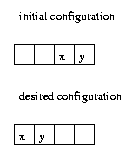 initial configuration
x y
desired configuration
x y